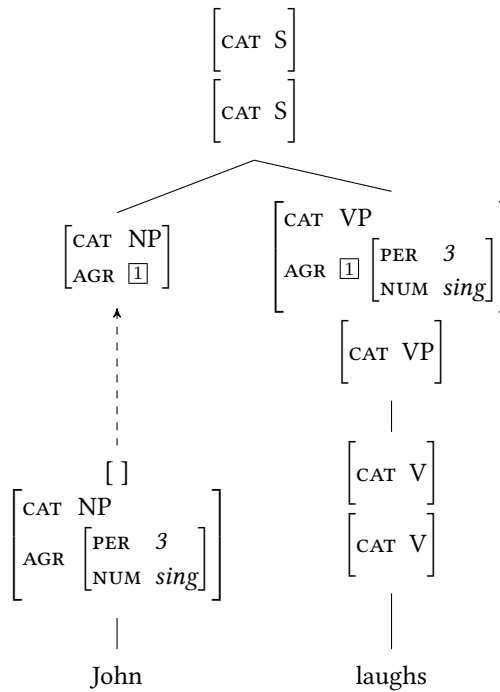 [CAT S]
[CAT S]
[CAT NP
AGR 1]
[CAT VP
AGR 1 [PER 3
NUM sing]]
[CAT VP]
[ ]
[CAT V]
[CAT NP
AGR [PER 3
NUM sing]]
[CAT V]
John
laughs